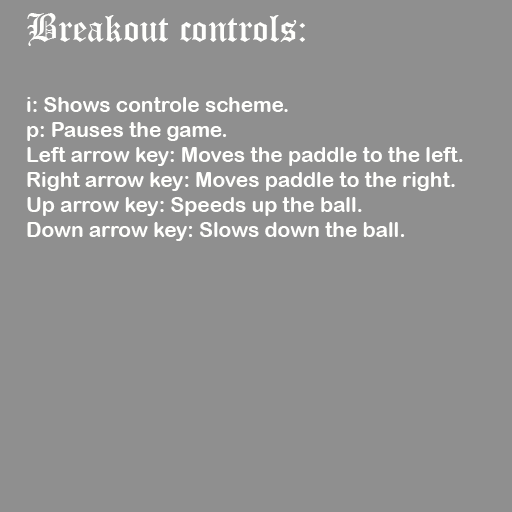 Breakout controls:
i: Shows controle scheme.
p: Pauses the game.
Left arrow key: Moves the paddle to the left.
Right arrow key: Moves paddle to the right.
Up arrow key: Speeds up the ball.
Down arrow key: Slows down the ball.